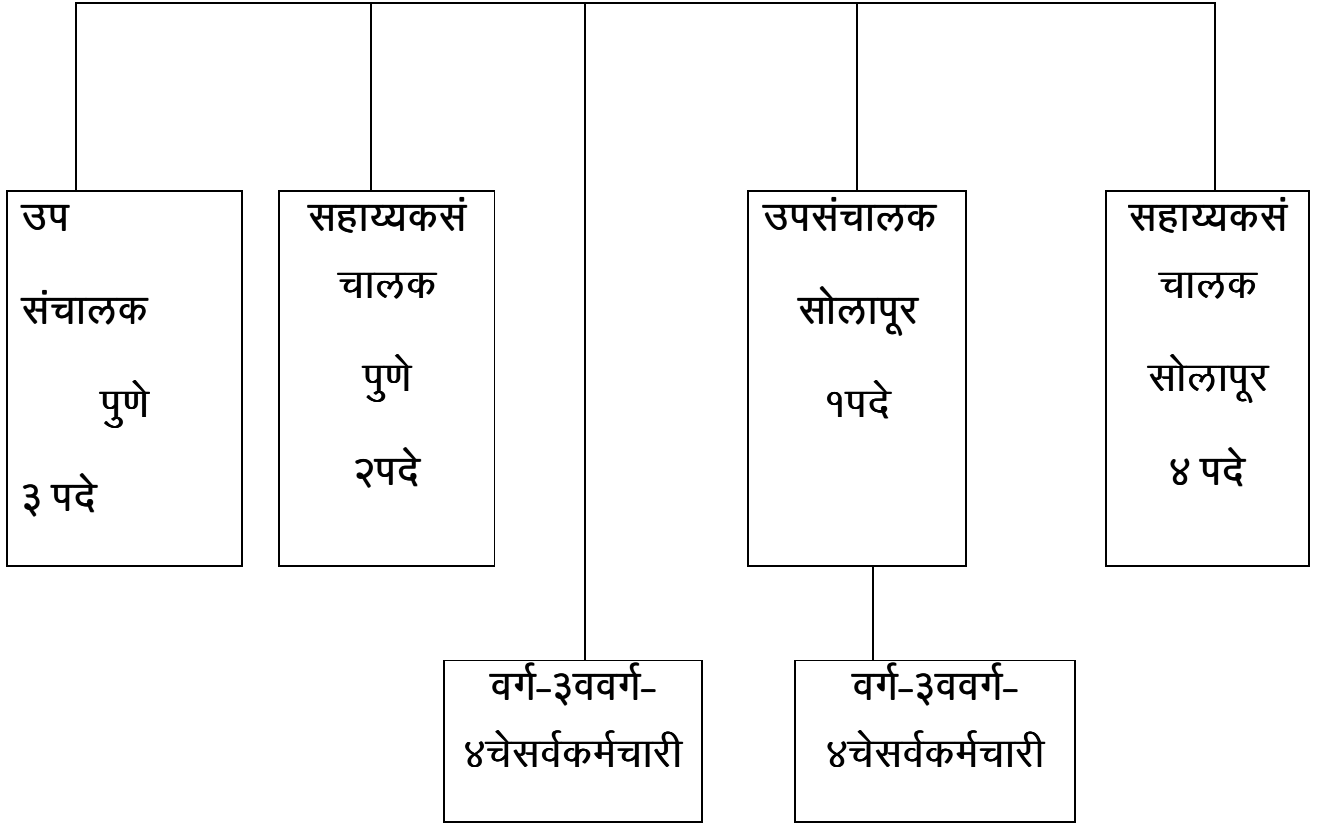 उप
संचालक
पुणे
३ पदे
सहाय्यकसं
चालक
पुणे
२पदे
उपसंचालक
सोलापूर
१पदे
सहाय्यकसं
चालक
सोलापूर
४ पदे
वर्ग-३ववर्ग-
४चेसर्वकर्मचारी
वर्ग-३ववर्ग-
४चेसर्वकर्मचारी